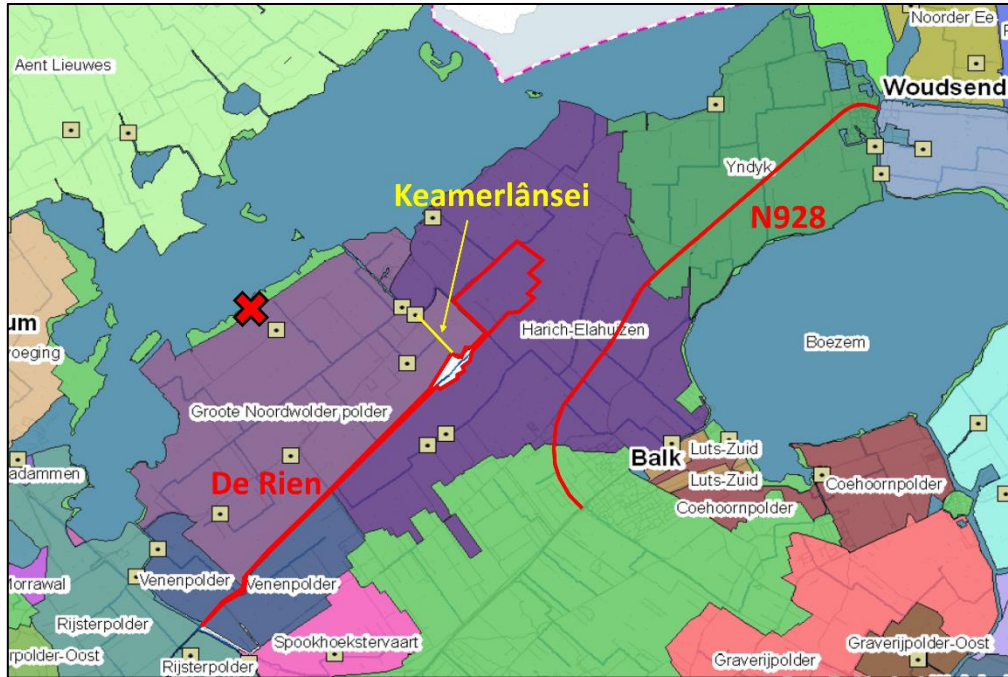 Noorder Ee
Aent Lieuwes
Woudsend
Yndyk
Keamerlânsei
N928
um
voeging
Harich-Elahuizen
Boezem
Groote Noordwolder polder
Balk
Luts-Zuid
adammen
De Rien
Luts-Zuid
Coehoornpolder
Coehoornpolder
Morrawal
Venenpolder
Venenpolder
Rijsterpolder
Spookhoekstervaart
Graverijpolder-Oost
rpolder-Oost
Rijsterpolder
Graverijpolder